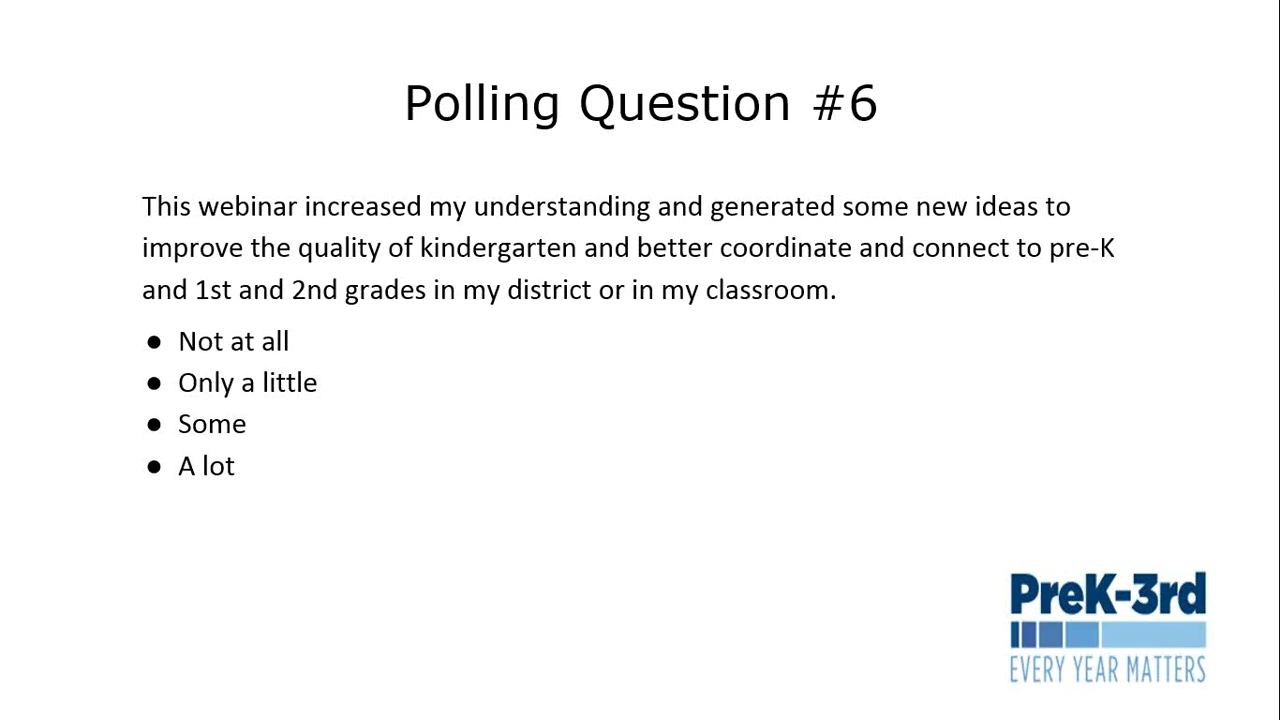 Polling Question #6
This webinar increased my understanding and generated some new ideas to
improve the quality of kindergarten and better coordinate and connect to pre-K
and 1st and 2nd grades in my district or in my classroom.
● Not at all
● Only a little
● Some
● A lot
PreK-3rd
EVERY YEAR MATTERS